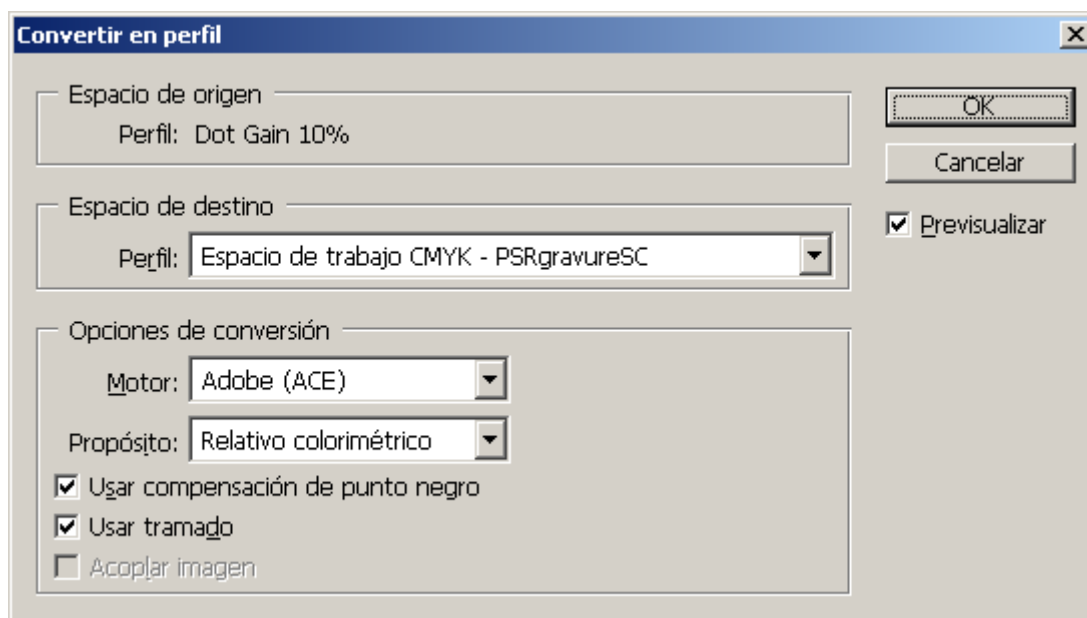 Convertir en perfil
Espacio de origen
Perfil: Dot Gain 10%
OK
Cancelar
Previsualizar
Espacio de destino
Perfil: Espacio de trabajo CMYK - PSRgravureSC
Opciones de conversión
Motor: Adobe (ACE)
Propósito: Relativo colorimétrico
Usar compensación de punto negro
Usar tramado
Acoplar imagen